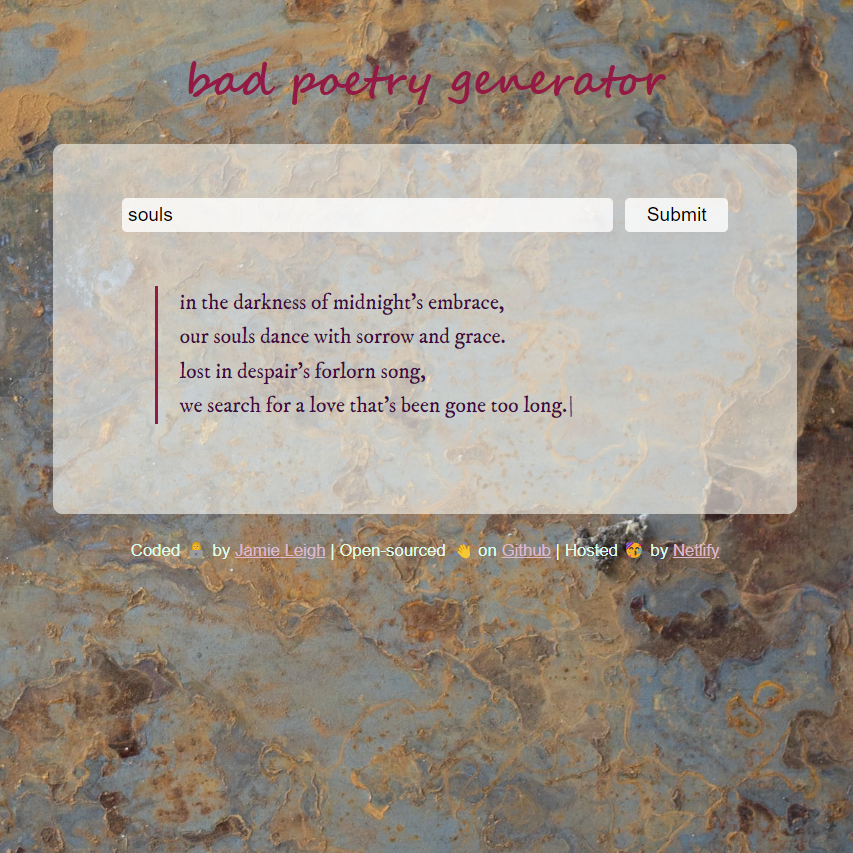 bad poetry generator
souls
Submit
in the darkness of midnight’s embrace,
our souls dance with sorrow and grace.
lost in despair’s forlorn song,
we search for a love that’s been gone too long.|
Coded 👩‍💻 by Jamie Leigh | Open-sourced 👋 on Github | Hosted 🥳 by Netlify